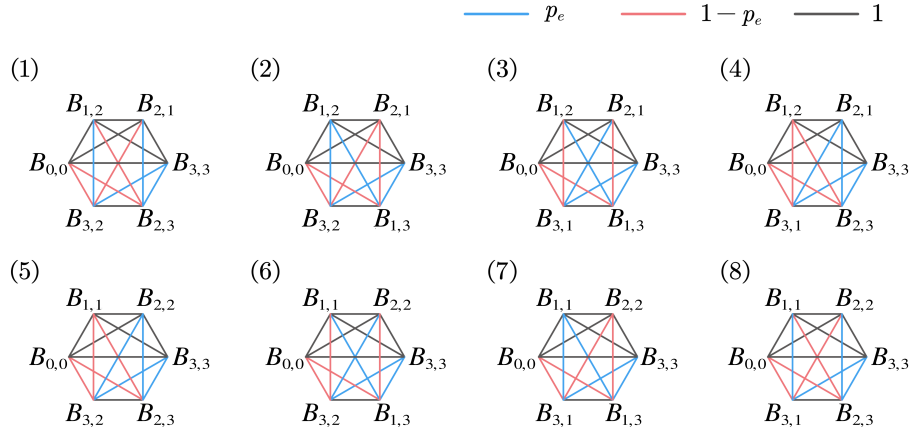 p_e 1 − p_e 1
(1) (2) (3) (4)
B_{1,2} B_{2,1} B_{1,2} B_{2,1} B_{1,2} B_{2,1} B_{1,2} B_{2,1}
B_{0,0} B_{3,3} B_{0,0} B_{3,3} B_{0,0} B_{3,3} B_{0,0} B_{3,3}
B_{3,2} B_{2,3} B_{3,2} B_{1,3} B_{3,1} B_{1,3} B_{3,1} B_{2,3}
(5) (6) (7) (8)
B_{1,1} B_{2,2} B_{1,1} B_{2,2} B_{1,1} B_{2,2} B_{1,1} B_{2,2}
B_{0,0} B_{3,3} B_{0,0} B_{3,3} B_{0,0} B_{3,3} B_{0,0} B_{3,3}
B_{3,2} B_{2,3} B_{3,2} B_{1,3} B_{3,1} B_{1,3} B_{3,1} B_{2,3}